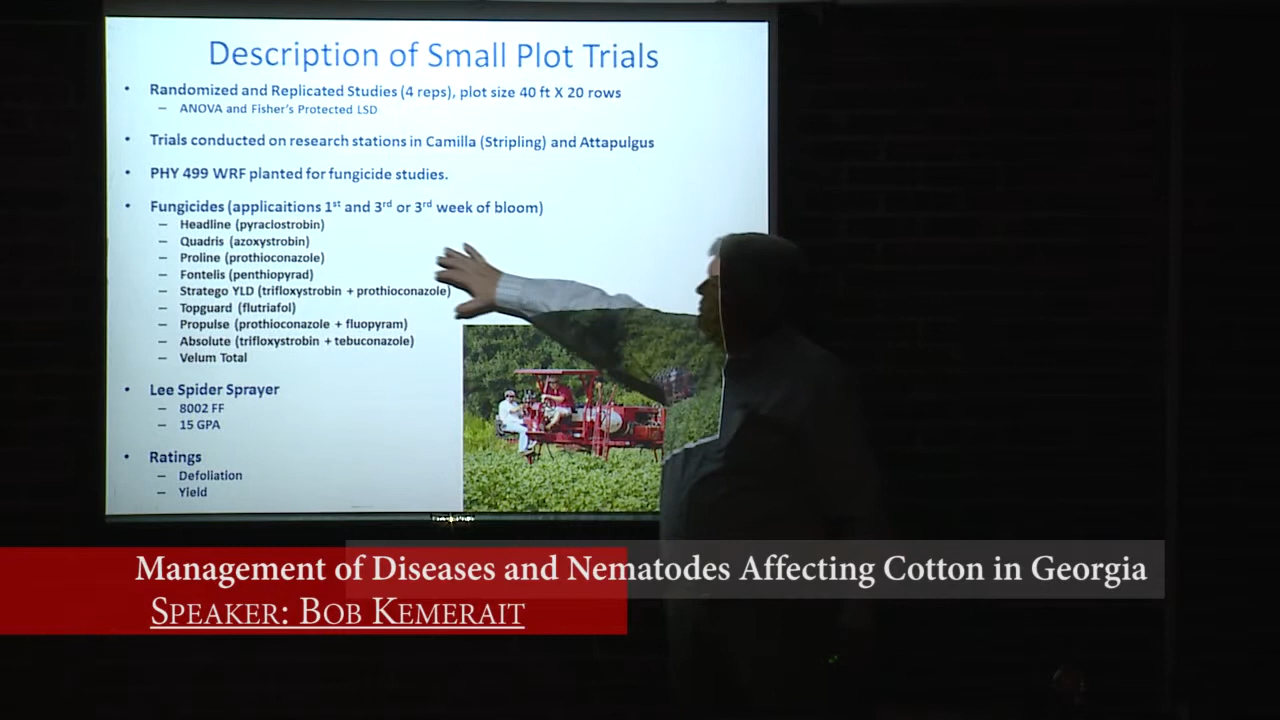 Description of Small Plot Trials
• Randomized and Replicated Studies (4 reps), plot size 40 ft X 20 rows
– ANOVA and Fisher's Protected LSD
• Trials conducted on research stations in Camilla (Stripling) and Attapulgus
• PHY 499 WRF planted for fungicide studies.
• Fungicides (applicaitions 1st and 3rd or 3rd week of bloom)
– Headline (pyraclostrobin)
– Quadris (azoxystrobin)
– Proline (prothioconazole)
– Fontelis (penthiopyrad)
– Stratego YLD (trifloxystrobin + prothioconazole)
– Topguard (flutriafol)
– Propulse (prothioconazole + fluopyram)
– Absolute (trifloxystrobin + tebuconazole)
– Velum Total
• Lee Spider Sprayer
– 8002 FF
– 15 GPA
• Ratings
– Defoliation
– Yield
Management of Diseases and Nematodes Affecting Cotton in Georgia
SPEAKER: BOB KEMERAIT